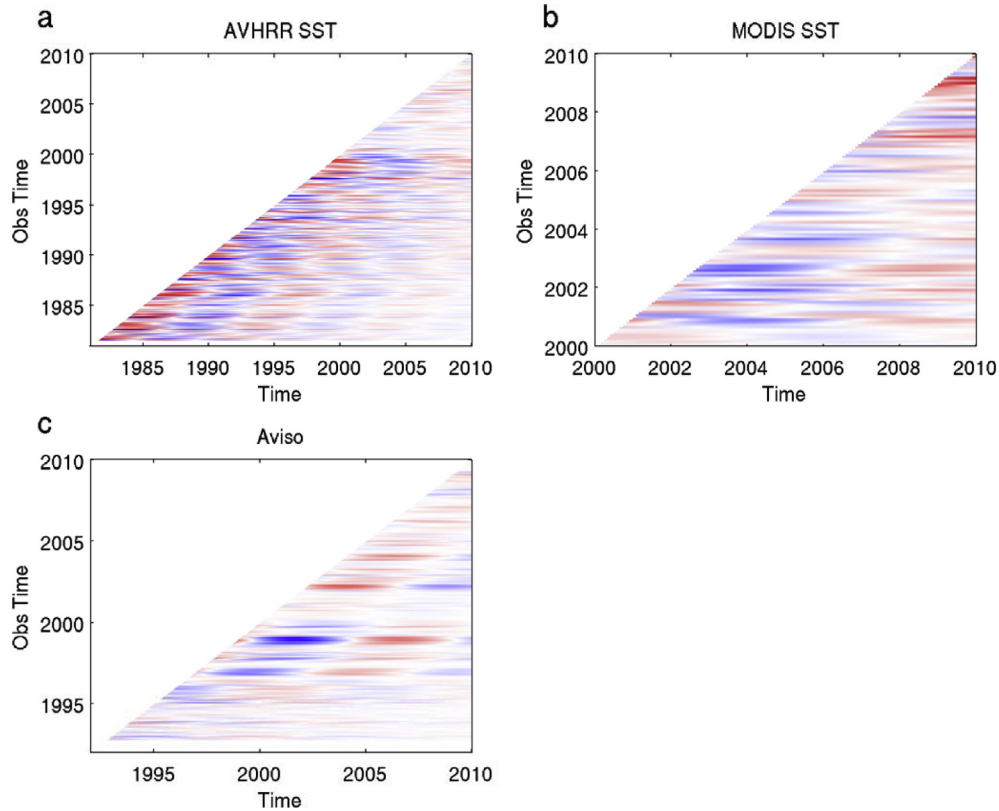 a
AVHRR SST
2010
2005
2000
1995
1990
1985
Obs Time
1985 1990 1995 2000 2005 2010
Time
b
MODIS SST
2010
2008
2006
2004
2002
2000
Obs Time
2000 2002 2004 2006 2008 2010
Time
c
Aviso
2010
2005
2000
1995
Obs Time
1995 2000 2005 2010
Time